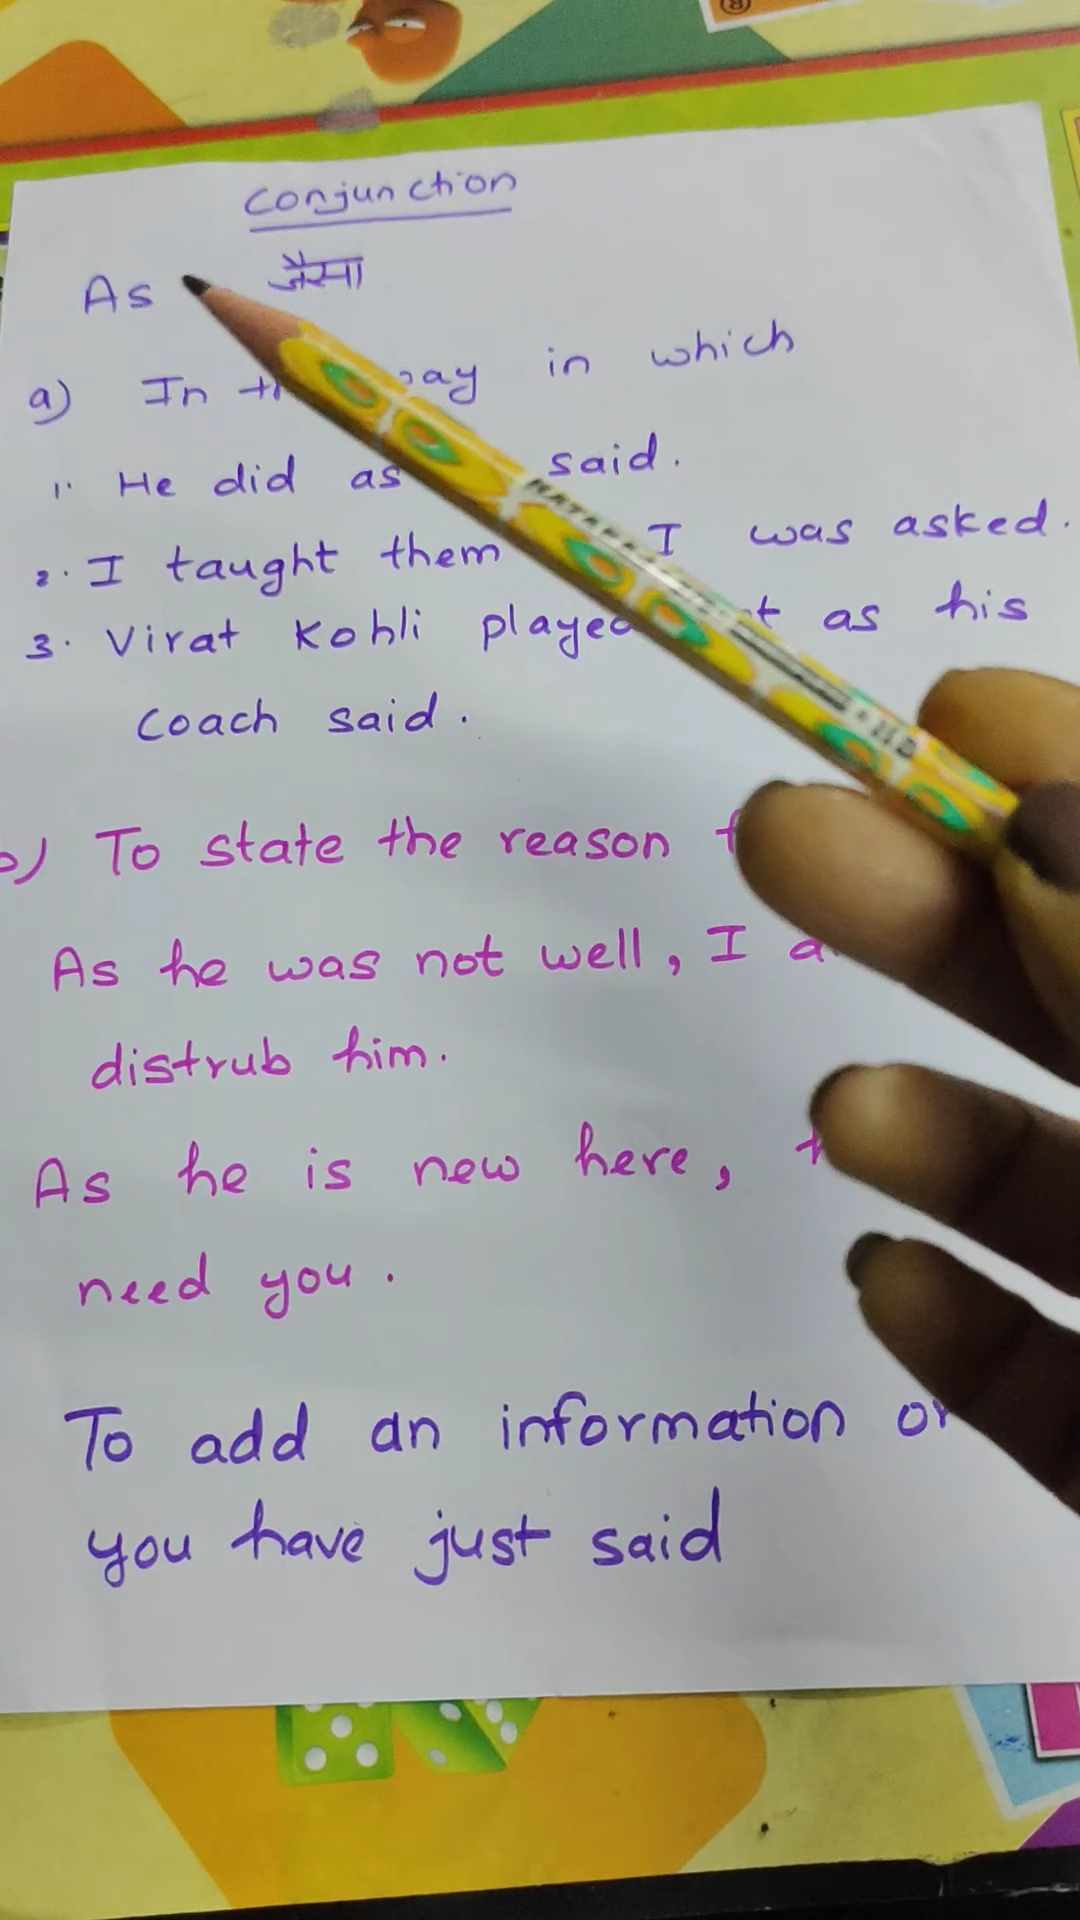 Conjunction
As जैसा
a) In in which
1. He did as said.
2. I taught them I was asked.
3. Virat Kohli played as his
coach said.
To state the reason
As he was not well, I
distrub him.
As he is new here,
need you.
To add an information
you have just said